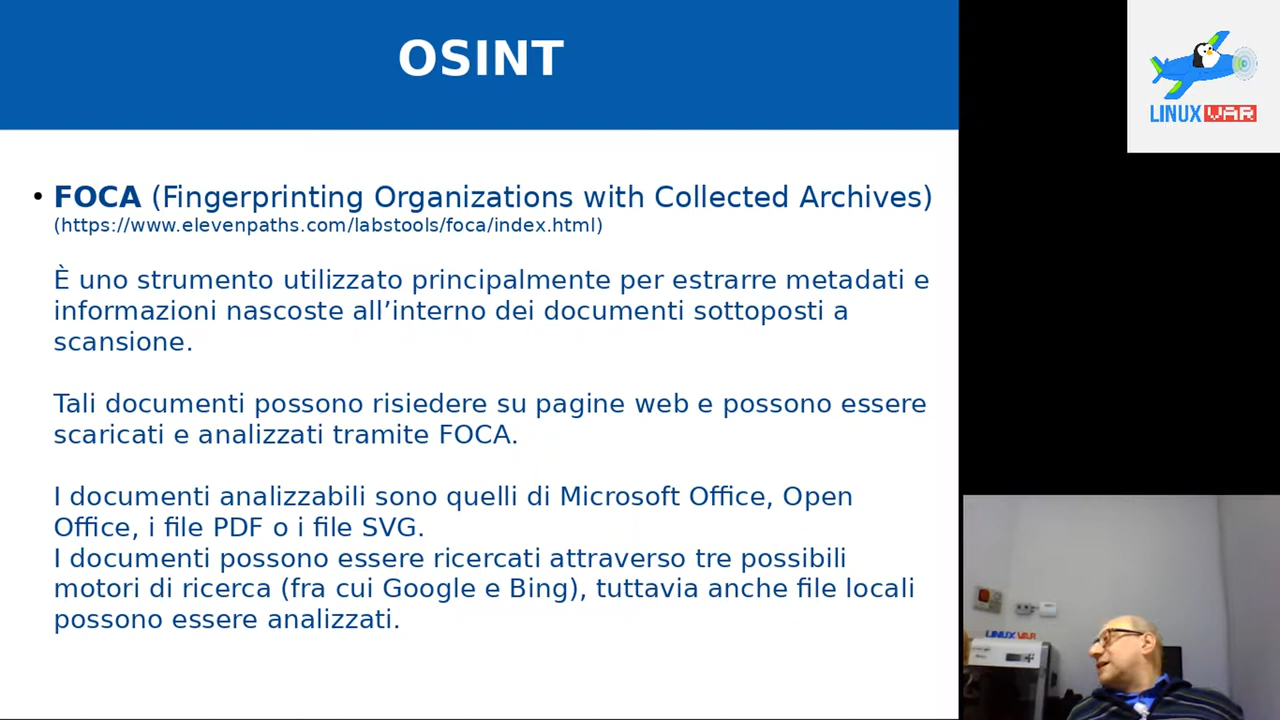 OSINT
LINUX VAR
• FOCA (Fingerprinting Organizations with Collected Archives)
(https://www.elevenpaths.com/labstools/foca/index.html)
È uno strumento utilizzato principalmente per estrarre metadati e
informazioni nascoste all’interno dei documenti sottoposti a
scansione.
Tali documenti possono risiedere su pagine web e possono essere
scaricati e analizzati tramite FOCA.
I documenti analizzabili sono quelli di Microsoft Office, Open
Office, i file PDF o i file SVG.
I documenti possono essere ricercati attraverso tre possibili
motori di ricerca (fra cui Google e Bing), tuttavia anche file locali
possono essere analizzati.
LINUX VAR